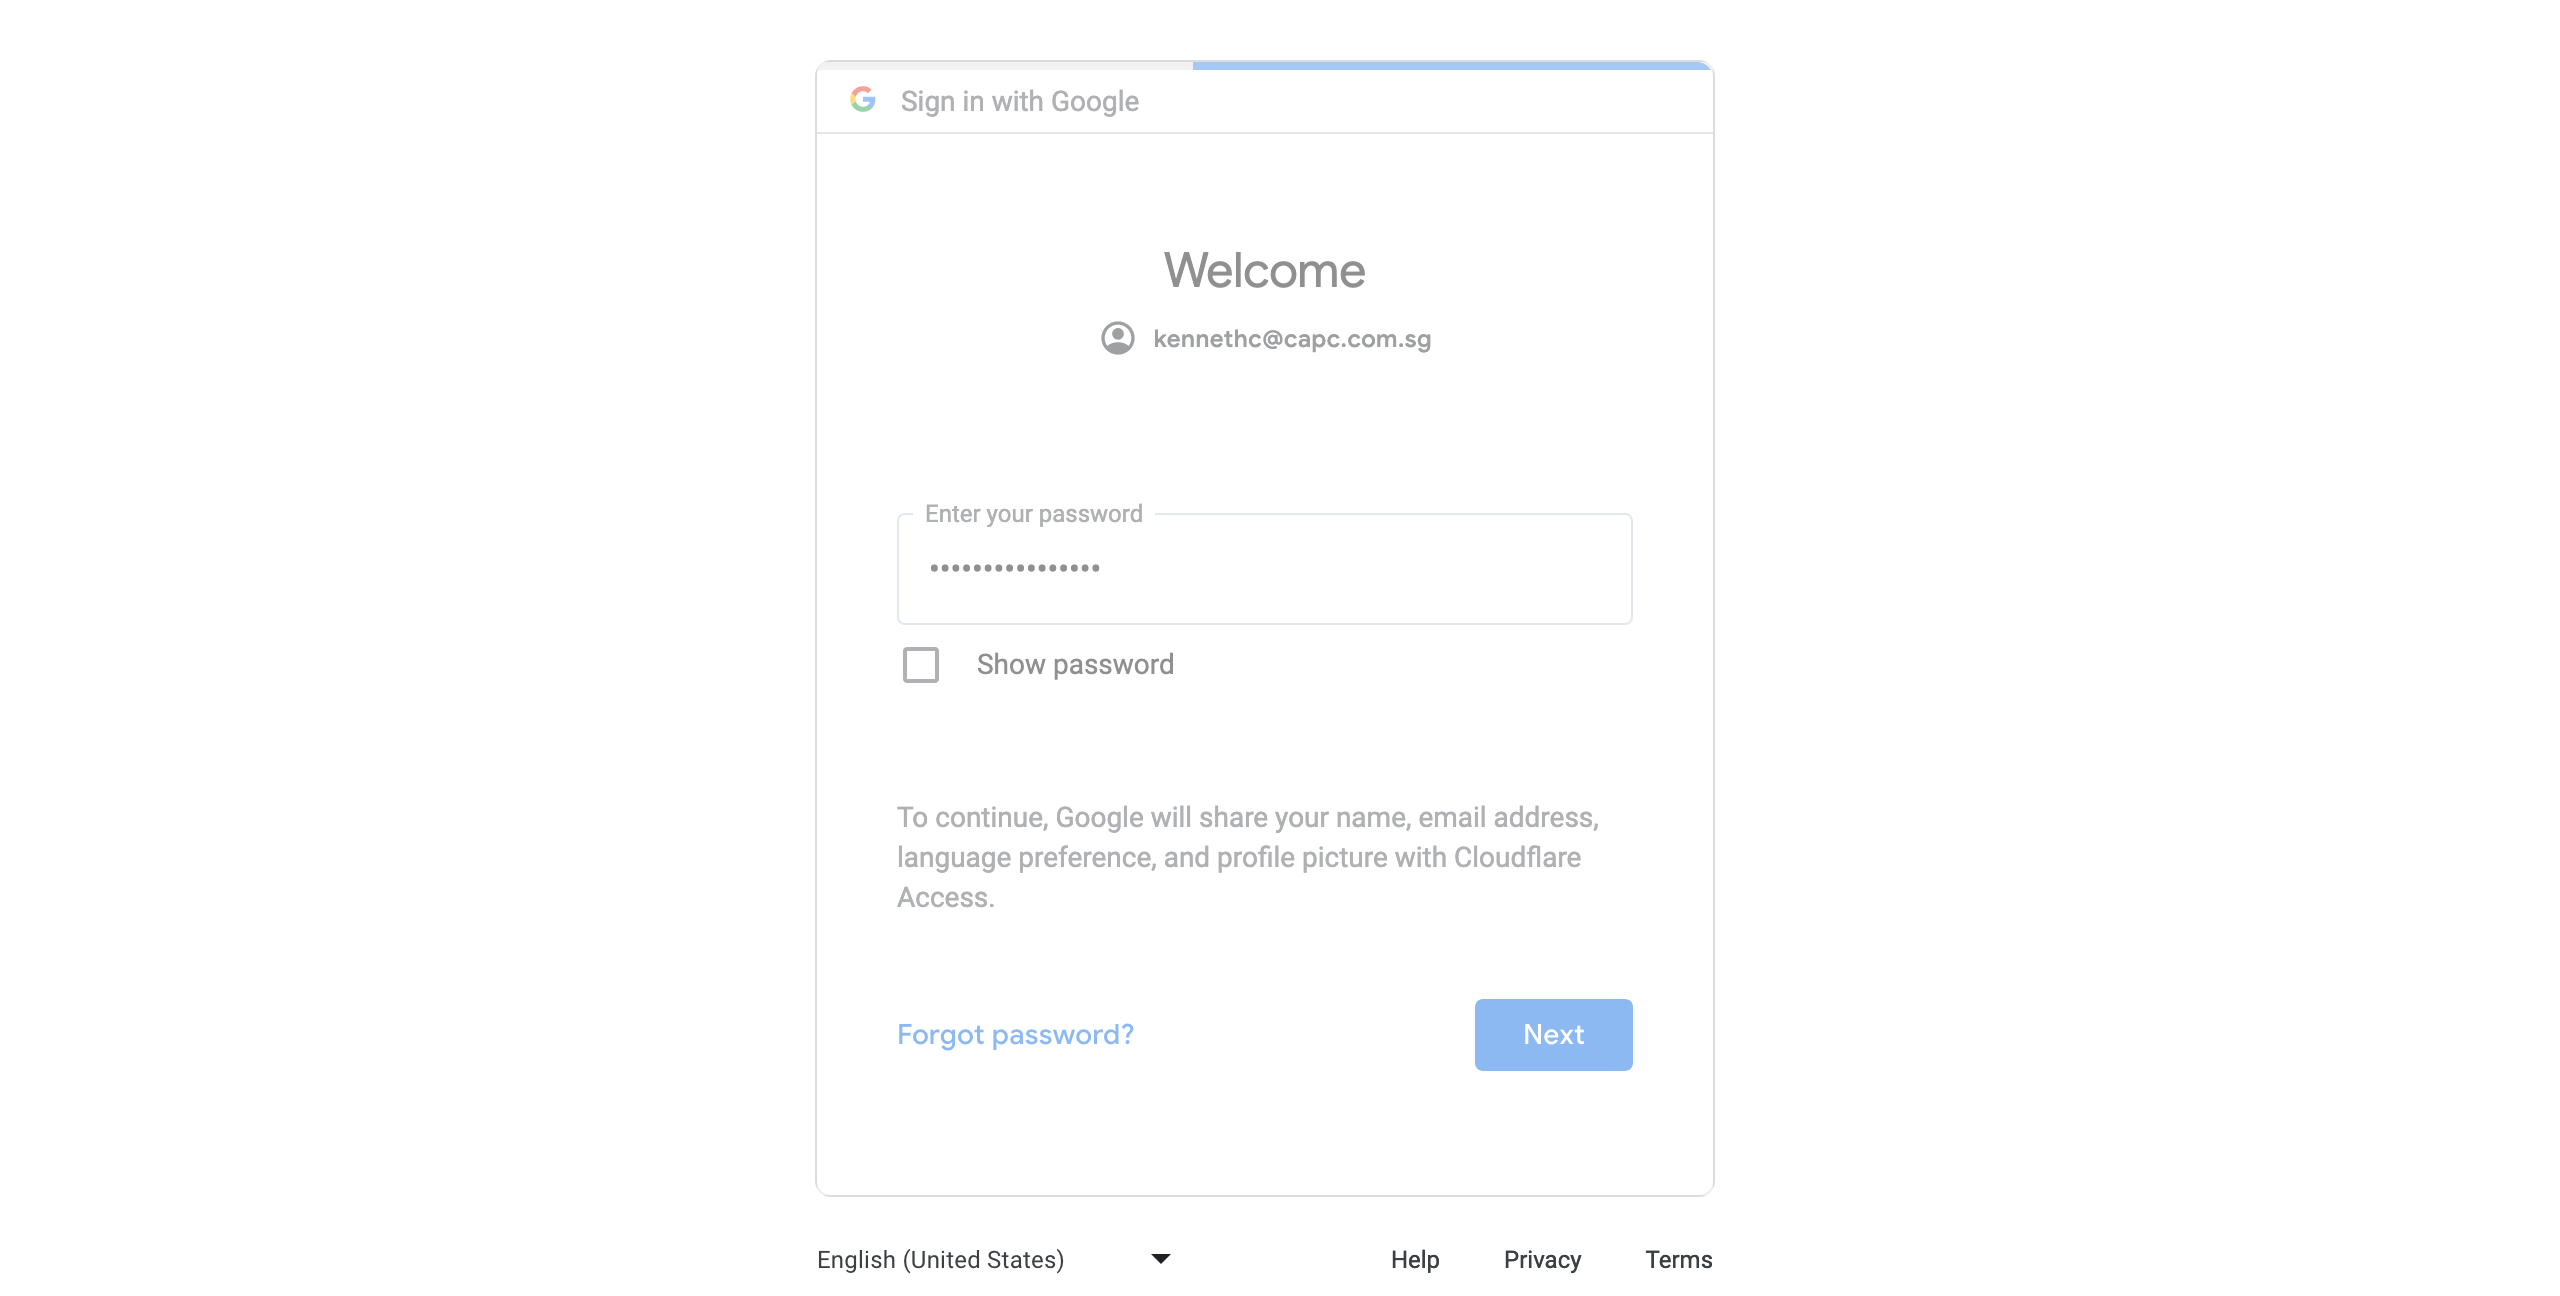 Sign in with Google
Welcome
kennethc@capc.com.sg
Enter your password
••••••••••••••••
Show password
To continue, Google will share your name, email address,
language preference, and profile picture with Cloudflare
Access.
Forgot password?
Next
English (United States)
Help
Privacy
Terms